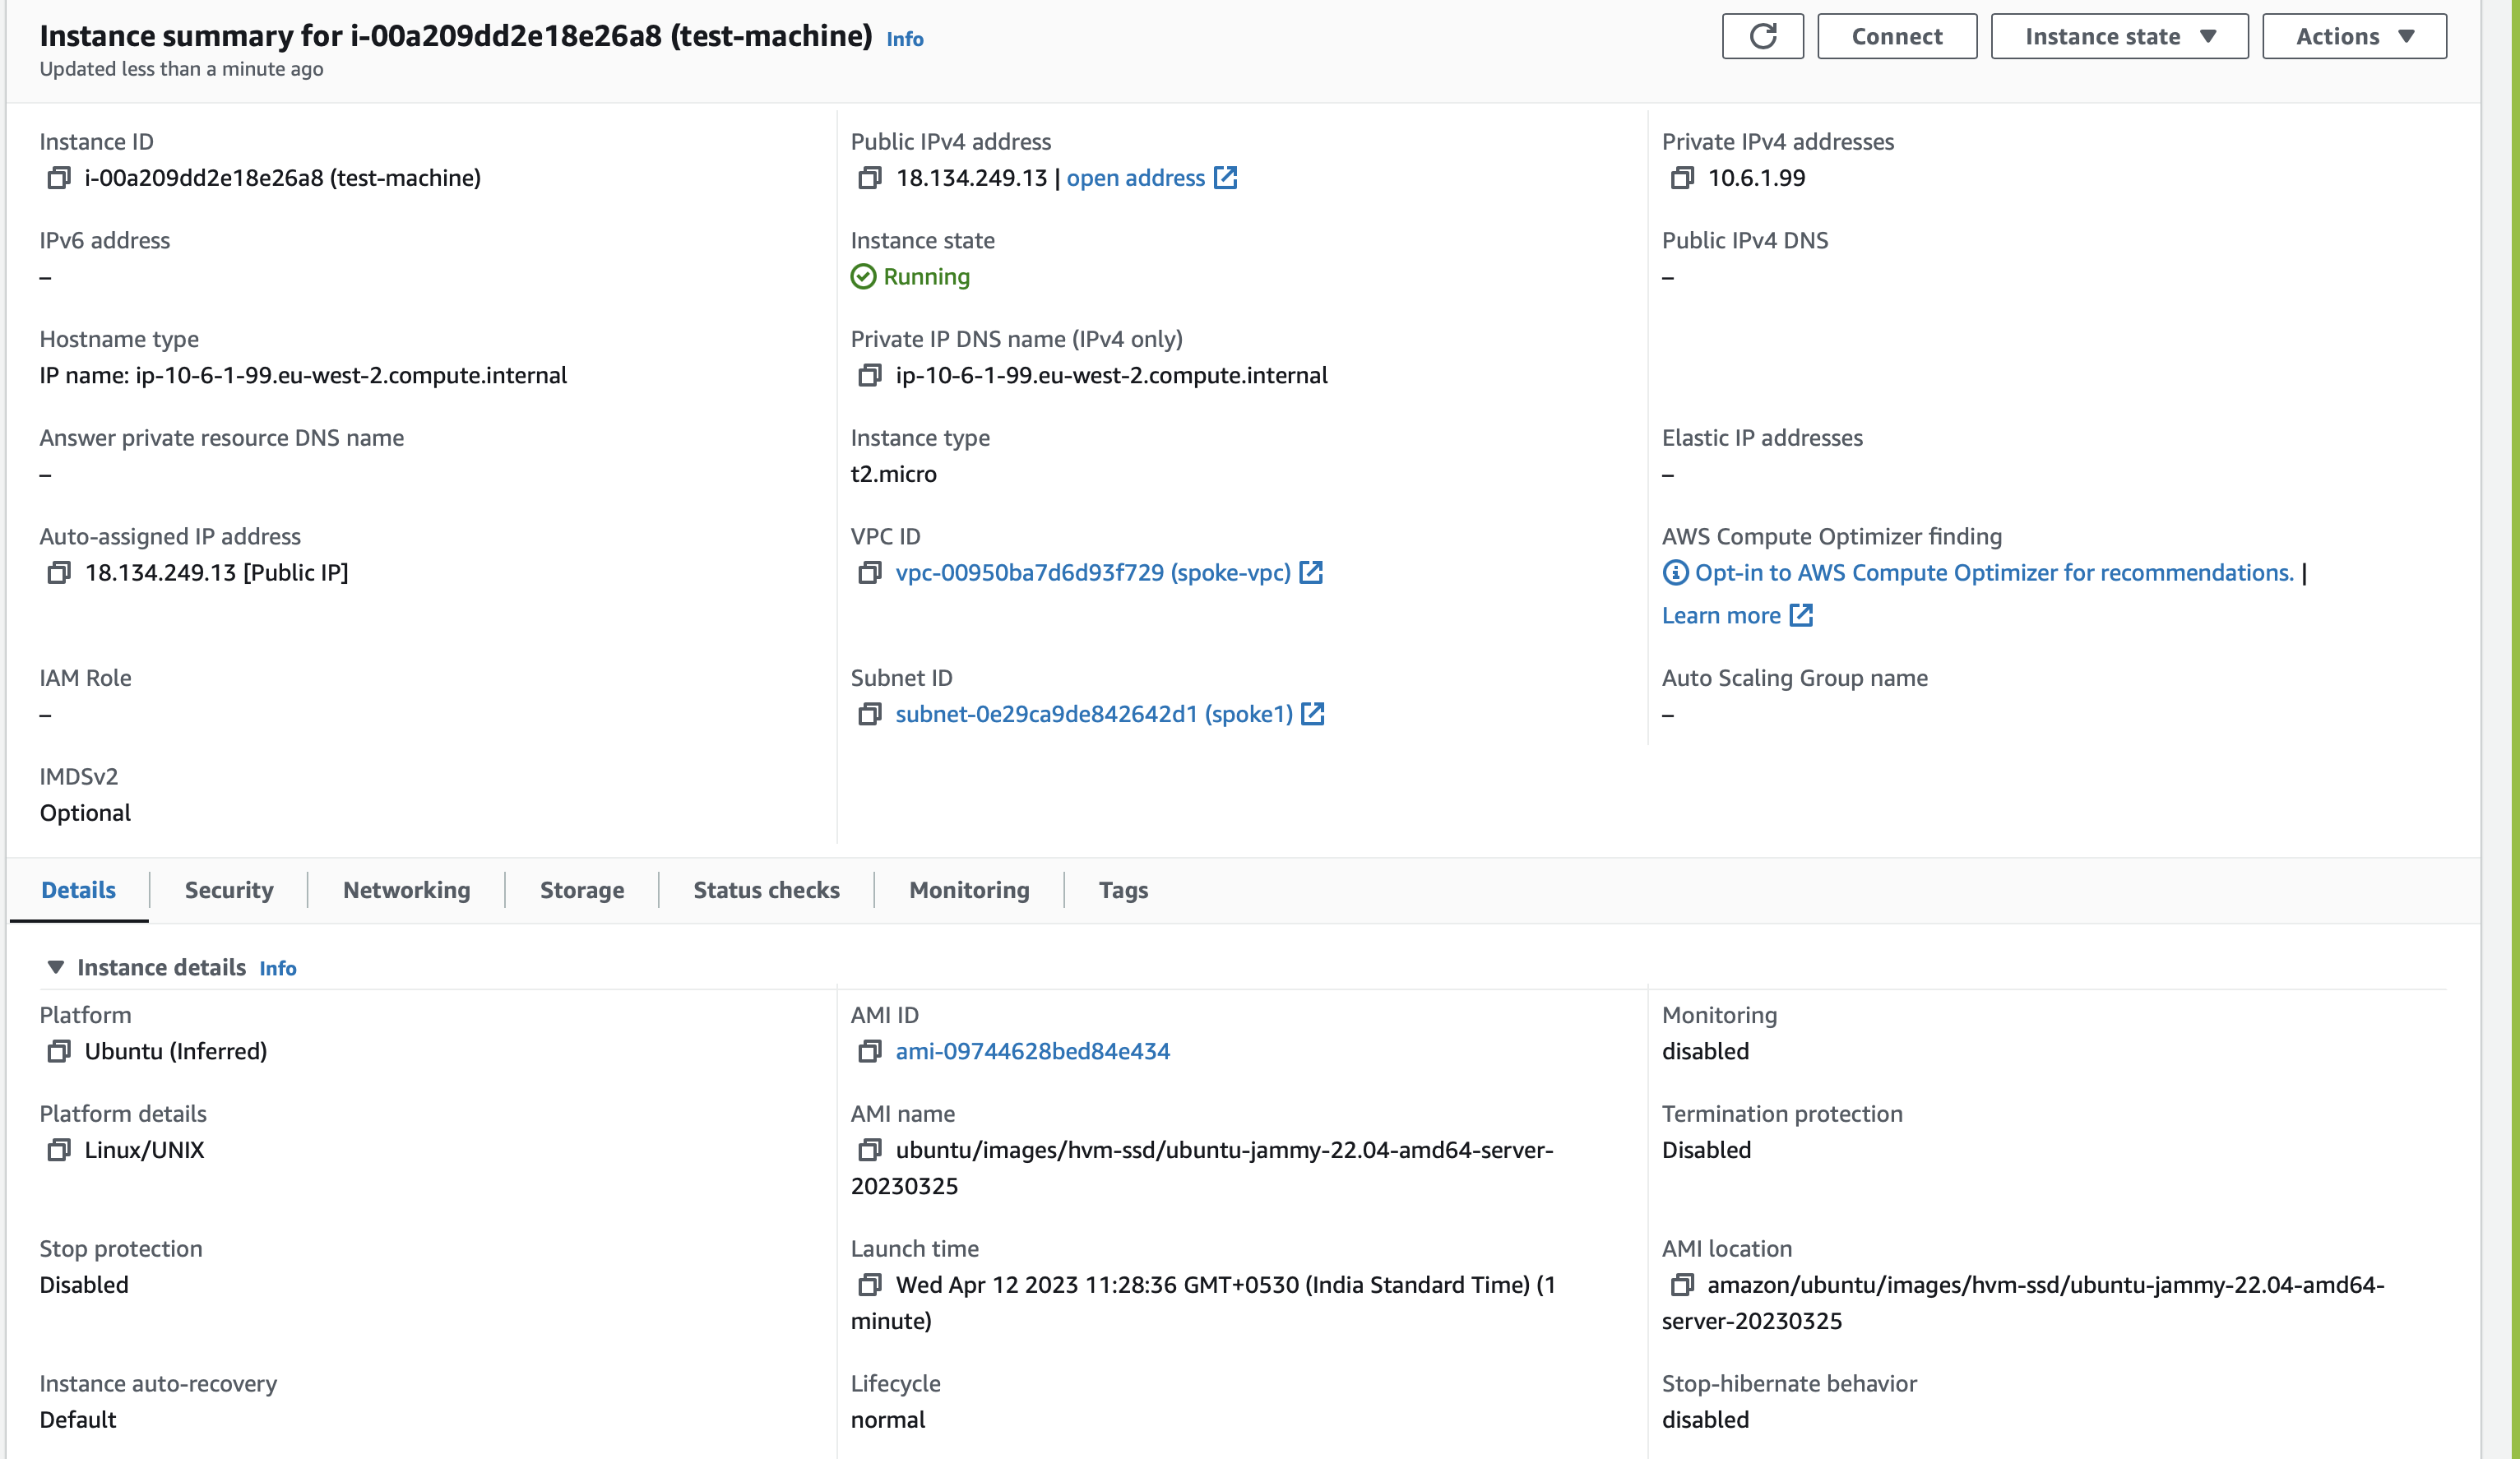 Instance summary for i-00a209dd2e18e26a8 (test-machine) Info
Updated less than a minute ago
Connect
Instance state
Actions
Instance ID
i-00a209dd2e18e26a8 (test-machine)
Public IPv4 address
18.134.249.13 | open address
Private IPv4 addresses
10.6.1.99
IPv6 address
–
Instance state
Running
Public IPv4 DNS
–
Hostname type
IP name: ip-10-6-1-99.eu-west-2.compute.internal
Private IP DNS name (IPv4 only)
ip-10-6-1-99.eu-west-2.compute.internal
Answer private resource DNS name
–
Instance type
t2.micro
Elastic IP addresses
–
Auto-assigned IP address
18.134.249.13 [Public IP]
VPC ID
vpc-00950ba7d6d93f729 (spoke-vpc)
AWS Compute Optimizer finding
Opt-in to AWS Compute Optimizer for recommendations. |
Learn more
IAM Role
–
Subnet ID
subnet-0e29ca9de842642d1 (spoke1)
Auto Scaling Group name
–
IMDSv2
Optional
Details
Security
Networking
Storage
Status checks
Monitoring
Tags
Instance details Info
Platform
Ubuntu (Inferred)
AMI ID
ami-09744628bed84e434
Monitoring
disabled
Platform details
Linux/UNIX
AMI name
ubuntu/images/hvm-ssd/ubuntu-jammy-22.04-amd64-server-
20230325
Termination protection
Disabled
Stop protection
Disabled
Launch time
Wed Apr 12 2023 11:28:36 GMT+0530 (India Standard Time) (1
minute)
AMI location
amazon/ubuntu/images/hvm-ssd/ubuntu-jammy-22.04-amd64-
server-20230325
Instance auto-recovery
Default
Lifecycle
normal
Stop-hibernate behavior
disabled